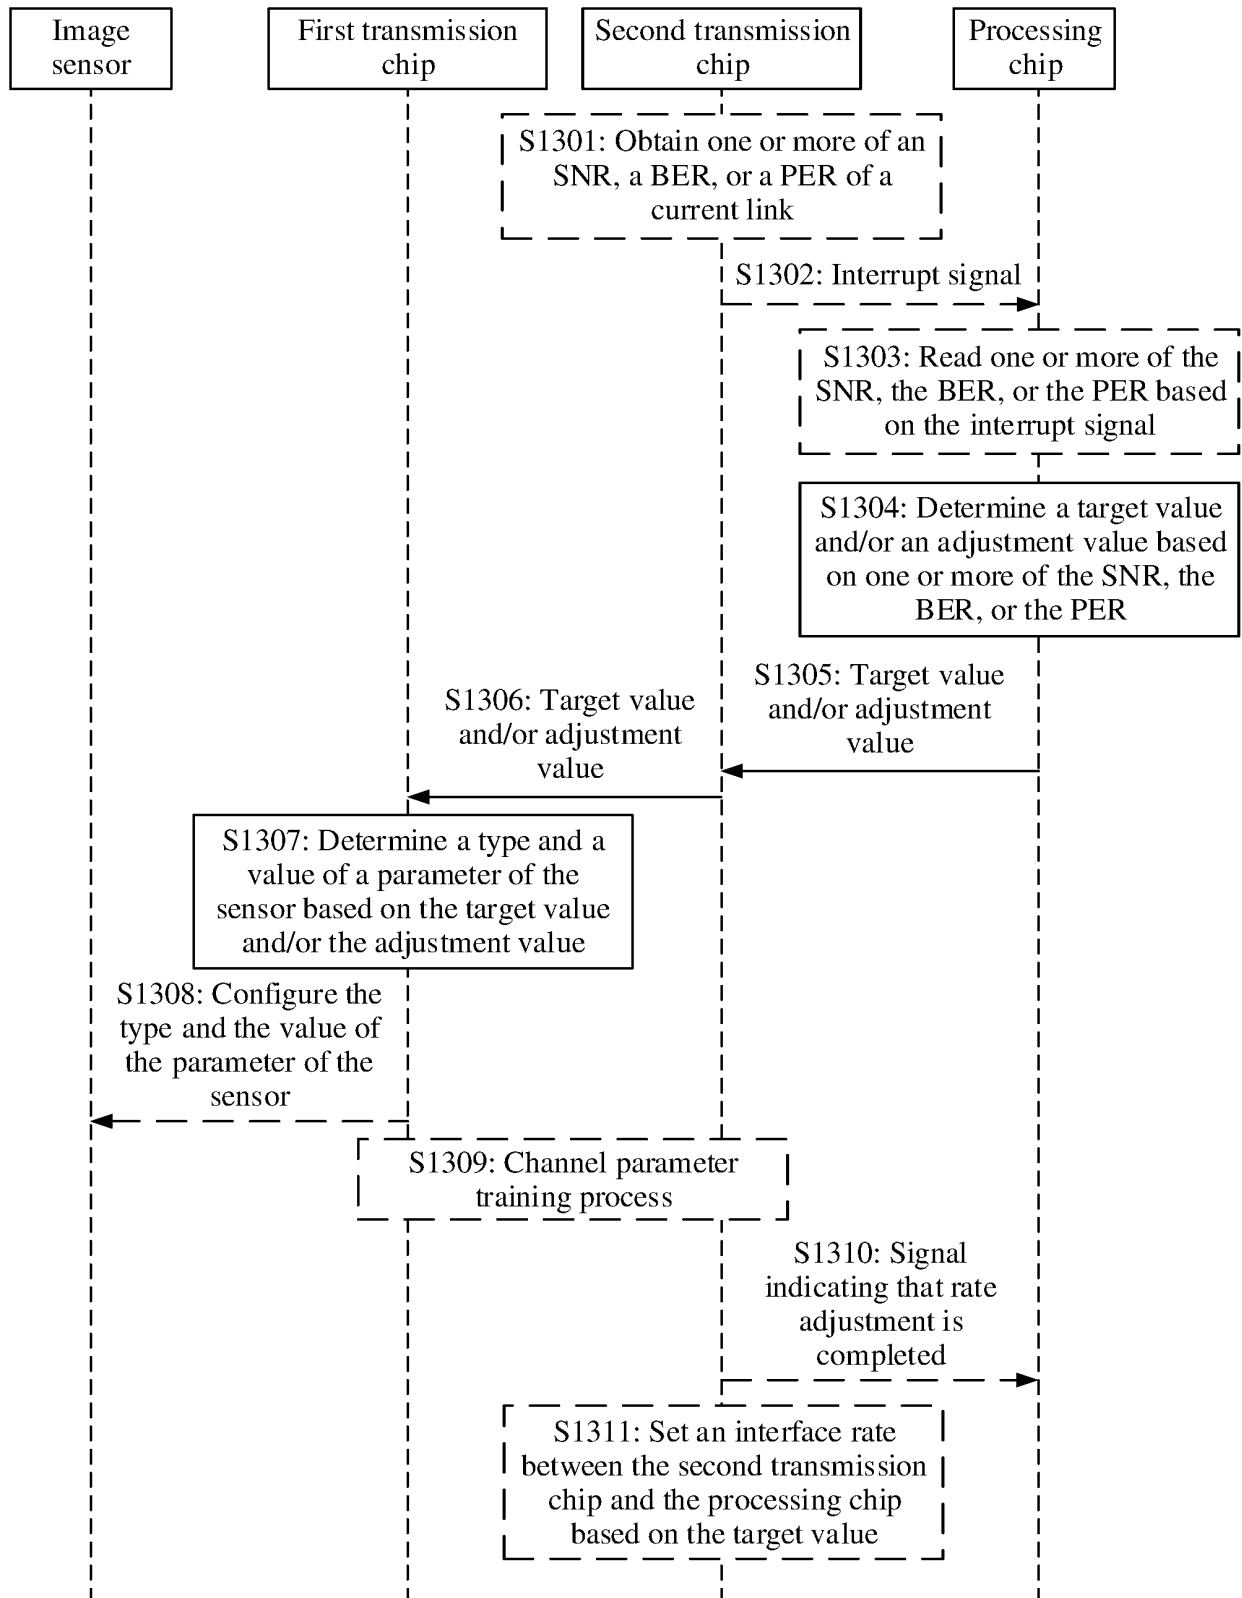 Image
sensor
First transmission
chip
Second transmission
chip
Processing
chip
S1301: Obtain one or more of an
SNR, a BER, or a PER of a
current link
S1302: Interrupt signal
S1303: Read one or more of the
SNR, the BER, or the PER based
on the interrupt signal
S1304: Determine a target value
and/or an adjustment value based
on one or more of the SNR, the
BER, or the PER
S1305: Target value
and/or adjustment
value
S1306: Target value
and/or adjustment
value
S1307: Determine a type and a
value of a parameter of the
sensor based on the target value
and/or the adjustment value
S1308: Configure the
type and the value of
the parameter of the
sensor
S1309: Channel parameter
training process
S1310: Signal
indicating that rate
adjustment is
completed
S1311: Set an interface rate
between the second transmission
chip and the processing chip
based on the target value